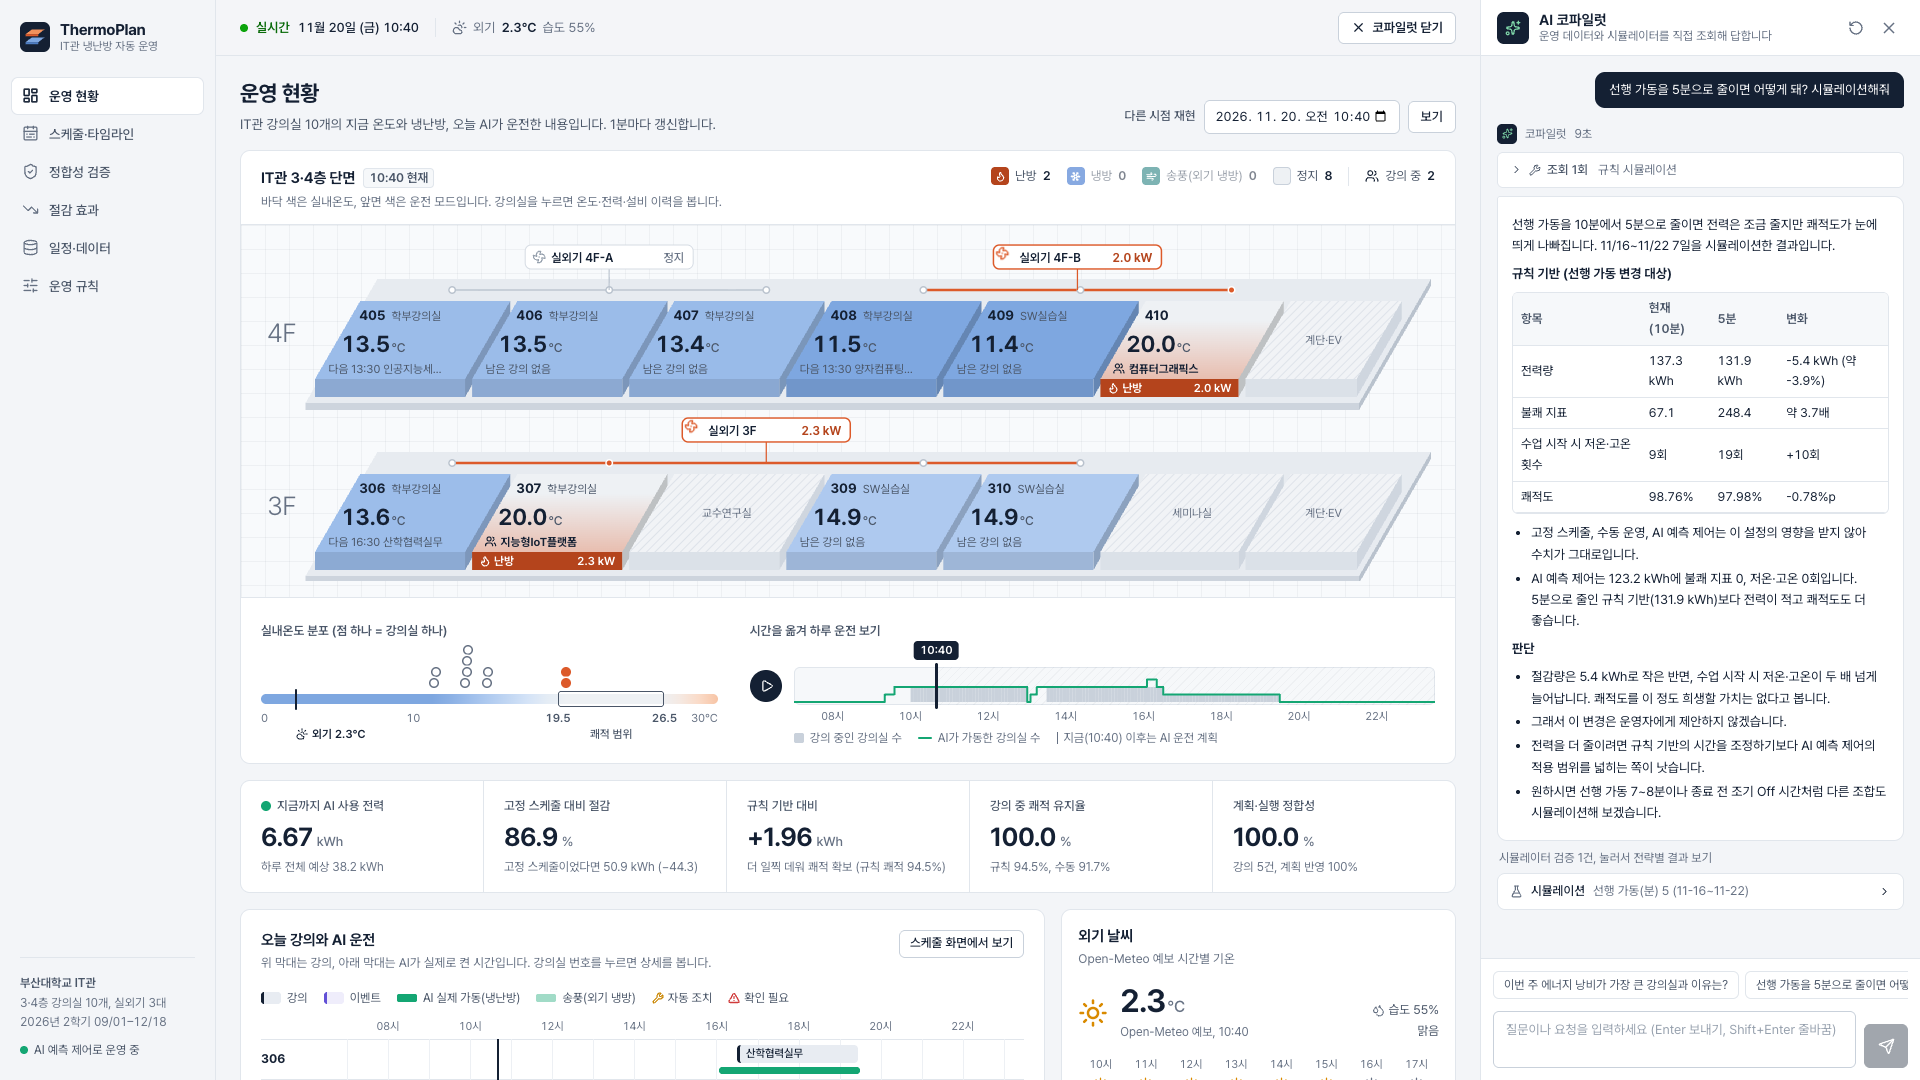 ThermoPlan
IT관 냉난방 자동 운영
운영 현황
스케줄·타임라인
정합성 검증
절감 효과
일정·데이터
운영 규칙
부산대학교 IT관
3·4층 강의실 10개, 실외기 3대
2026년 2학기 09/01–12/18
AI 예측 제어로 운영 중
실시간 11월 20일 (금) 10:40 외기 2.3°C 습도 55%
코파일럿 닫기
운영 현황
IT관 강의실 10개의 지금 온도와 냉난방, 오늘 AI가 운전한 내용입니다. 1분마다 갱신합니다.
다른 시점 재현 2026. 11. 20. 오전 10:40 보기
IT관 3·4층 단면 10:40 현재
바닥 색은 실내온도, 앞면 색은 운전 모드입니다. 강의실을 누르면 온도·전력·설비 이력을 봅니다.
난방 2 냉방 0 송풍(외기 냉방) 0 정지 8 강의 중 2
실외기 4F-A 정지
실외기 4F-B 2.0 kW
4F
405 학부강의실
13.5°C
다음 13:30 인공지능세...
406 학부강의실
13.5°C
남은 강의 없음
407 학부강의실
13.4°C
남은 강의 없음
408 학부강의실
11.5°C
다음 13:30 양자컴퓨팅...
409 SW실습실
11.4°C
남은 강의 없음
410
20.0°C
컴퓨터그래픽스
난방 2.0 kW
계단·EV
실외기 3F 2.3 kW
3F
306 학부강의실
13.6°C
다음 16:30 산학협력실무
307 학부강의실
20.0°C
지능형IoT플랫폼
난방 2.3 kW
교수연구실
309 SW실습실
14.9°C
남은 강의 없음
310 SW실습실
14.9°C
남은 강의 없음
세미나실
계단·EV
실내온도 분포 (점 하나 = 강의실 하나)
0 10 19.5 26.5 30°C
외기 2.3°C
쾌적 범위
시간을 옮겨 하루 운전 보기
10:40
08시 10시 12시 14시 16시 18시 20시 22시
강의 중인 강의실 수 AI가 가동한 강의실 수 지금(10:40) 이후는 AI 운전 계획
지금까지 AI 사용 전력
6.67 kWh
하루 전체 예상 38.2 kWh
고정 스케줄 대비 절감
86.9 %
고정 스케줄이었다면 50.9 kWh (−44.3)
규칙 기반 대비
+1.96 kWh
더 일찍 데워 쾌적 확보 (규칙 쾌적 94.5%)
강의 중 쾌적 유지율
100.0 %
규칙 94.5%, 수동 91.7%
계획·실행 정합성
100.0 %
강의 5건, 계획 반영 100%
오늘 강의와 AI 운전
위 막대는 강의, 아래 막대는 AI가 실제로 켠 시간입니다. 강의실 번호를 누르면 상세를 봅니다.
스케줄 화면에서 보기
강의 이벤트 AI 실제 가동(냉난방) 송풍(외기 냉방) 자동 조치 확인 필요
08시 10시 12시 14시 16시 18시 20시 22시
306 산학협력실무
외기 날씨
Open-Meteo 예보 시간별 기온
2.3°C
Open-Meteo 예보, 10:40
습도 55%
맑음
10시 11시 12시 13시 14시 15시 16시 17시
AI 코파일럿
운영 데이터와 시뮬레이터를 직접 조회해 답합니다
선행 가동을 5분으로 줄이면 어떻게 돼? 시뮬레이션해줘
코파일럿 9초
조회 1회 규칙 시뮬레이션
선행 가동을 10분에서 5분으로 줄이면 전력은 조금 줄지만 쾌적도가 눈에
띄게 나빠집니다. 11/16~11/22 7일을 시뮬레이션한 결과입니다.
규칙 기반 (선행 가동 변경 대상)
항목 현재 (10분) 5분 변화
전력량 137.3 kWh 131.9 kWh -5.4 kWh (약 -3.9%)
불쾌 지표 67.1 248.4 약 3.7배
수업 시작 시 저온·고온 횟수 9회 19회 +10회
쾌적도 98.76% 97.98% -0.78%p
고정 스케줄, 수동 운영, AI 예측 제어는 이 설정의 영향을 받지 않아
수치가 그대로입니다.
AI 예측 제어는 123.2 kWh에 불쾌 지표 0, 저온·고온 0회입니다.
5분으로 줄인 규칙 기반(131.9 kWh)보다 전력이 적고 쾌적도도 더
좋습니다.
판단
절감량은 5.4 kWh로 작은 반면, 수업 시작 시 저온·고온이 두 배 넘게
늘어납니다. 쾌적도를 이 정도 희생할 가치는 없다고 봅니다.
그래서 이 변경은 운영자에게 제안하지 않겠습니다.
전력을 더 줄이려면 규칙 기반의 시간을 조정하기보다 AI 예측 제어의
적용 범위를 넓히는 쪽이 낫습니다.
원하시면 선행 가동 7~8분이나 종료 전 조기 Off 시간처럼 다른 조합도
시뮬레이션해 보겠습니다.
시뮬레이터 검증 1건, 눌러서 전략별 결과 보기
시뮬레이션 선행 가동(분) 5 (11-16~11-22)
이번 주 에너지 낭비가 가장 큰 강의실과 이유는?
선행 가동을 5분으로 줄이면 어떻
질문이나 요청을 입력하세요 (Enter 보내기, Shift+Enter 줄바꿈)